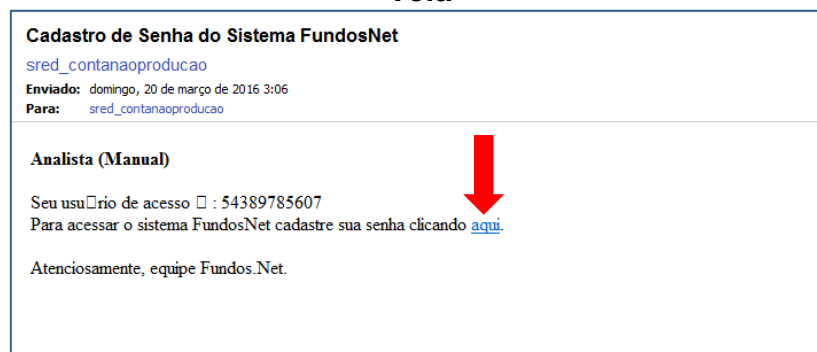 Cadastro de Senha do Sistema FundosNet
sred_contanaoproducao
Enviado: domingo, 20 de março de 2016 3:06
Para: sred_contanaoproducao
Analista (Manual)
Seu usu□rio de acesso □ : 54389785607
Para acessar o sistema FundosNet cadastre sua senha clicando aqui.
Atenciosamente, equipe Fundos.Net.